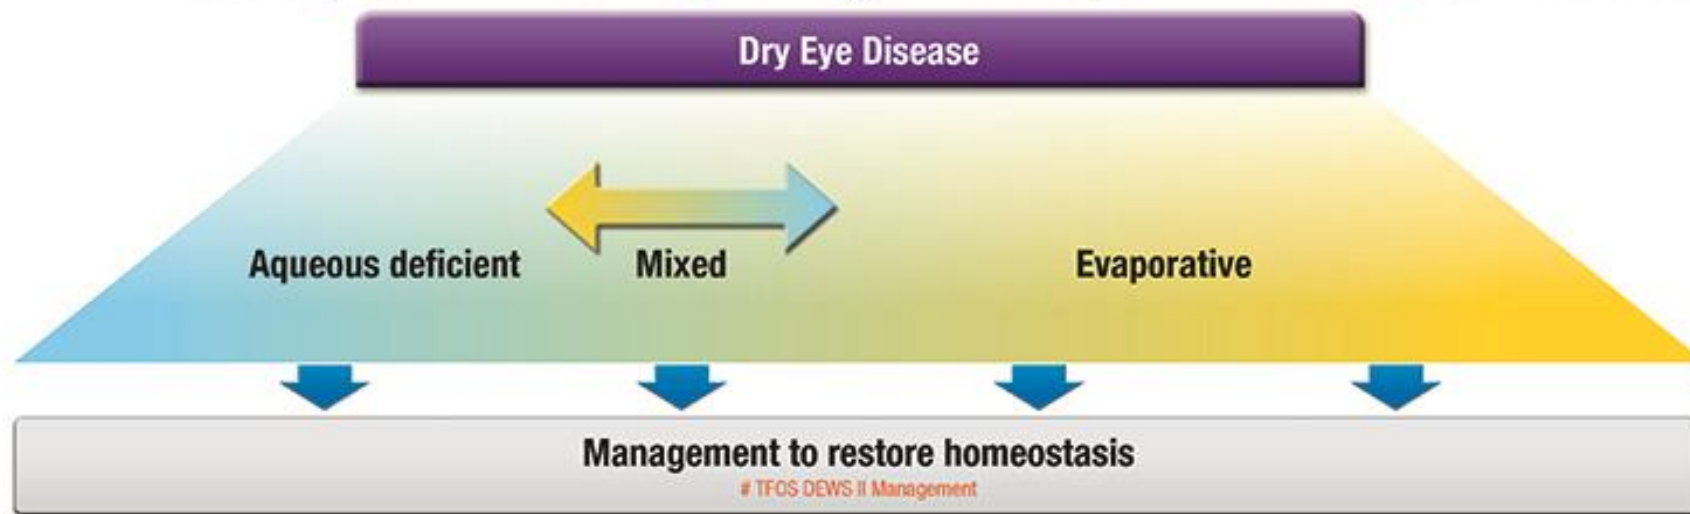 Dry Eye Disease
Aqueous deficient
Mixed
Evaporative
Management to restore homeostasis
# TFOS DEWS II Management